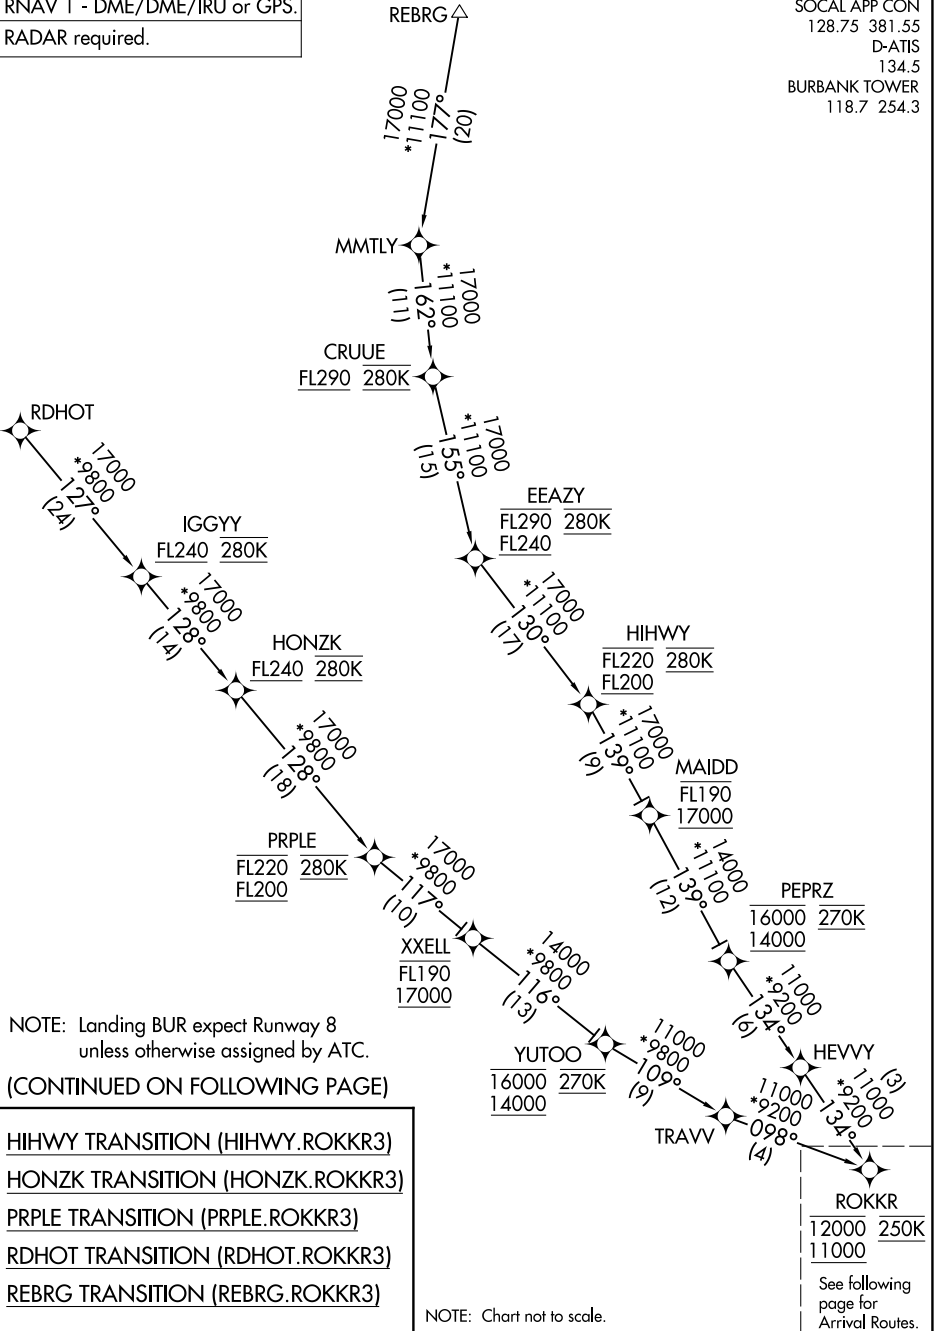 RNAV 1 - DME/DME/IRU or GPS.
RADAR required.
SOCAL APP CON
128.75 381.55
D-ATIS
134.5
BURBANK TOWER
118.7 254.3
REBRG
17000
*11100
177°
(20)
MMTLY
17000
*11100
162°
(11)
CRUUE
FL290 280K
17000
*11100
155°
(15)
RDHOT
17000
*9800
127°
(24)
EEAZY
FL290 280K
FL240
IGGYY
FL240 280K
17000
*11100
130°
(17)
17000
*9800
128°
(14)
HIHWY
FL220 280K
FL200
HONZK
FL240 280K
17000
*11100
139°
(9)
17000
*9800
128°
(18)
MAIDD
FL190
17000
PRPLE
FL220 280K
FL200
14000
*11100
139°
(12)
17000
*9800
117°
(10)
PEPRZ
16000 270K
14000
XXELL
FL190
17000
14000
*9800
116°
(13)
11000
*9200
134°
(6)
NOTE: Landing BUR expect Runway 8
unless otherwise assigned by ATC.
(CONTINUED ON FOLLOWING PAGE)
YUTOO
16000 270K
14000
11000
*9800
109°
(9)
HEVVY
(3)
11000
*9200
134°
TRAVV
11000
*9200
098°
(4)
ROKKR
12000 250K
11000
See following
page for
Arrival Routes.
HIHWY TRANSITION (HIHWY.ROKKR3)
HONZK TRANSITION (HONZK.ROKKR3)
PRPLE TRANSITION (PRPLE.ROKKR3)
RDHOT TRANSITION (RDHOT.ROKKR3)
REBRG TRANSITION (REBRG.ROKKR3)
NOTE: Chart not to scale.